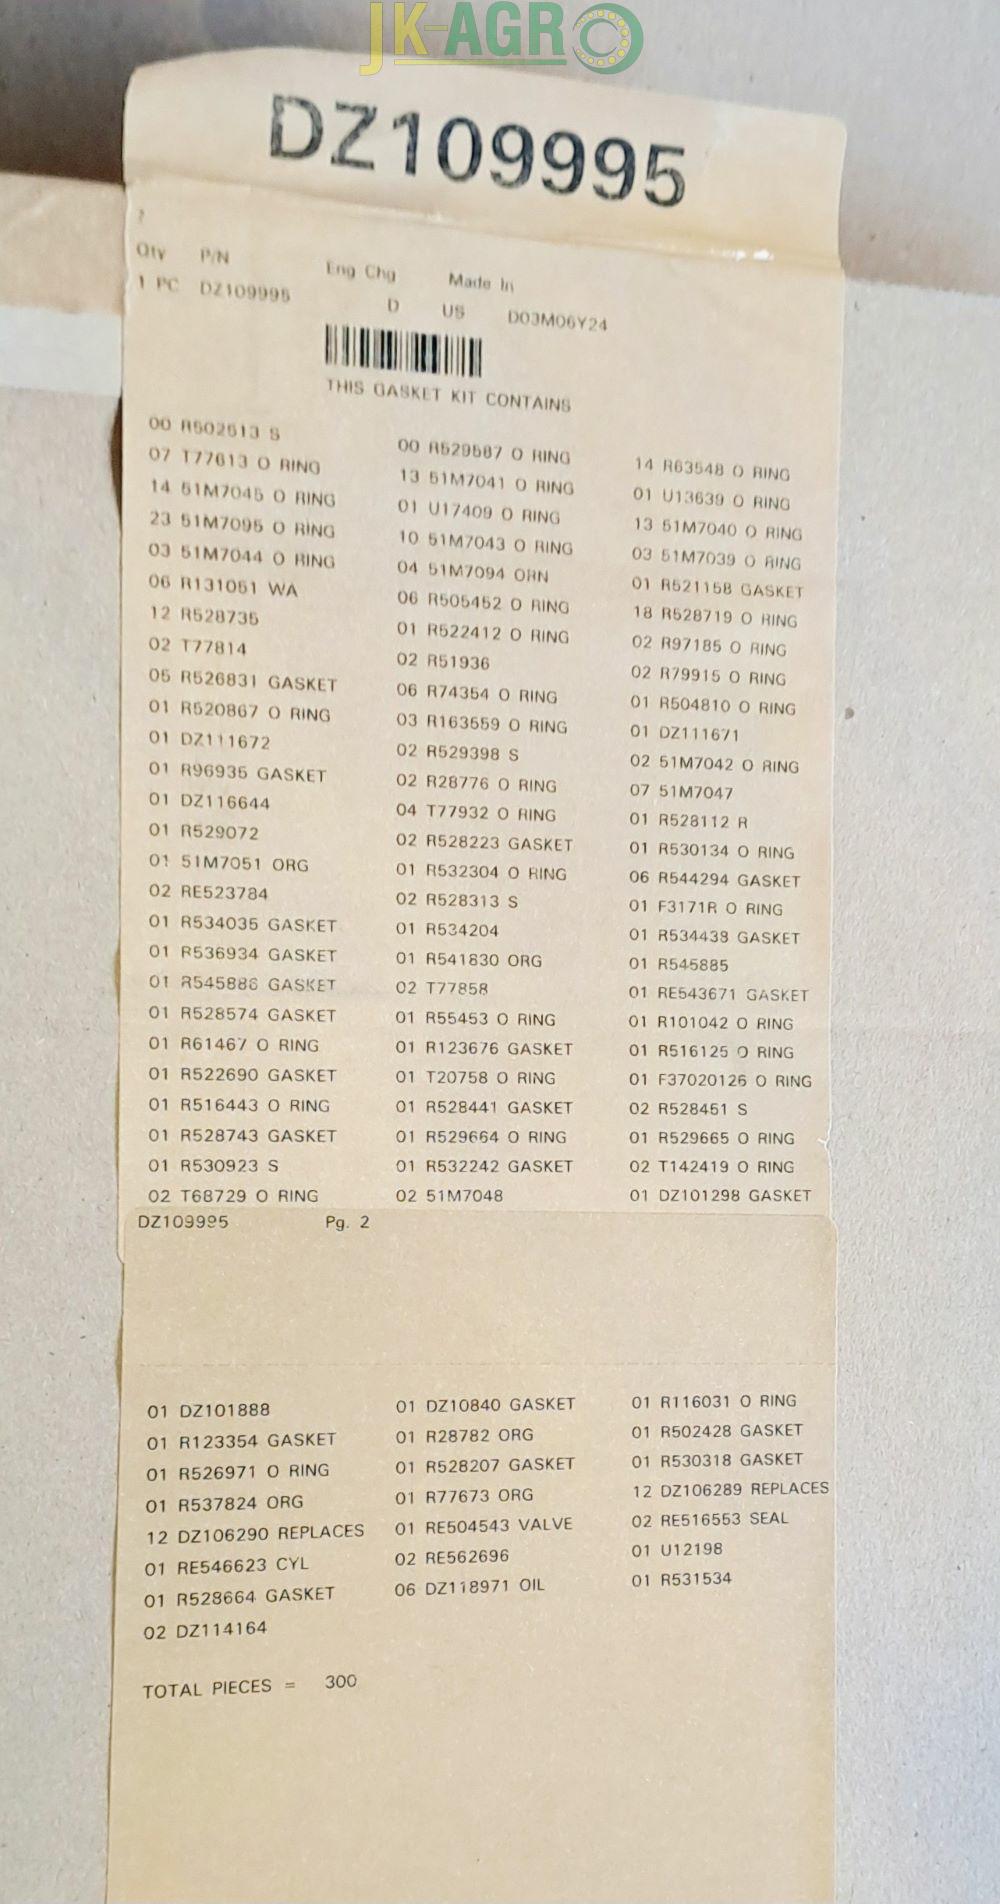 JK-AGRO
DZ109995
?
Qty P/N Eng Chg Made In
1 PC DZ109995 D US D03M06Y24
THIS GASKET KIT CONTAINS
00 R502513 S 00 R529587 O RING 14 R63548 O RING
07 T77613 O RING 13 51M7041 O RING 01 U13639 O RING
14 51M7045 O RING 01 U17409 O RING 13 51M7040 O RING
23 51M7095 O RING 10 51M7043 O RING 03 51M7039 O RING
03 51M7044 O RING 04 51M7094 ORN 01 R521158 GASKET
06 R131051 WA 06 R505452 O RING 18 R528719 O RING
12 R528735 01 R522412 O RING 02 R97185 O RING
02 T77814 02 R51936 02 R79915 O RING
05 R526831 GASKET 06 R74354 O RING 01 R504810 O RING
01 R520867 O RING 03 R163559 O RING 01 DZ111671
01 DZ111672 02 R529398 S 02 51M7042 O RING
01 R96935 GASKET 02 R28776 O RING 07 51M7047
01 DZ116644 04 T77932 O RING 01 R528112 R
01 R529072 02 R528223 GASKET 01 R530134 O RING
01 51M7051 ORG 01 R532304 O RING 06 R544294 GASKET
02 RE523784 02 R528313 S 01 F3171R O RING
01 R534035 GASKET 01 R534204 01 R534439 GASKET
01 R536934 GASKET 01 R541830 ORG 01 R545885
01 R545886 GASKET 02 T77858 01 RE543671 GASKET
01 R528574 GASKET 01 R55453 O RING 01 R101042 O RING
01 R61467 O RING 01 R123676 GASKET 01 R516125 O RING
01 R522690 GASKET 01 T20758 O RING 01 F37020126 O RING
01 R516443 O RING 01 R528441 GASKET 02 R528451 S
01 R528743 GASKET 01 R529664 O RING 01 R529665 O RING
01 R530923 S 01 R532242 GASKET 02 T142419 O RING
02 T68729 O RING 02 51M7048 01 DZ101298 GASKET
DZ109995 Pg. 2
01 DZ101888 01 DZ10840 GASKET 01 R116031 O RING
01 R123354 GASKET 01 R28782 ORG 01 R502428 GASKET
01 R526971 O RING 01 R528207 GASKET 01 R530318 GASKET
01 R537824 ORG 01 R77673 ORG 12 DZ106289 REPLACES
12 DZ106290 REPLACES 01 RE504543 VALVE 02 RE516553 SEAL
01 RE546623 CYL 02 RE562696 01 U12198
01 R528664 GASKET 06 DZ118971 OIL 01 R531534
02 DZ114164
TOTAL PIECES = 300